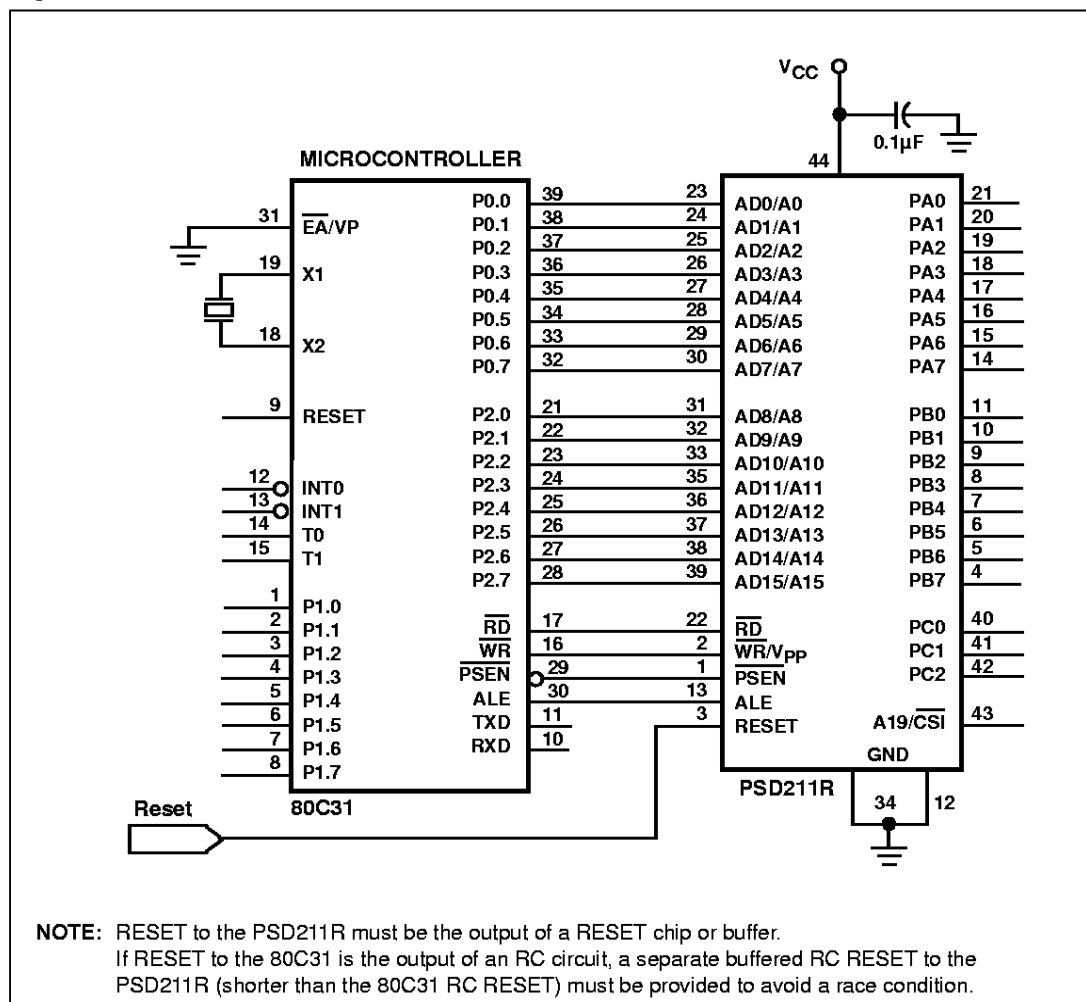 VCC
0.1µF
44
MICROCONTROLLER
31 EA/VP
19 X1
18 X2
9 RESET
12 INT0
13 INT1
14 T0
15 T1
1 P1.0
2 P1.1
3 P1.2
4 P1.3
5 P1.4
6 P1.5
7 P1.6
8 P1.7
P0.0 39
P0.1 38
P0.2 37
P0.3 36
P0.4 35
P0.5 34
P0.6 33
P0.7 32
P2.0 21
P2.1 22
P2.2 23
P2.3 24
P2.4 25
P2.5 26
P2.6 27
P2.7 28
RD 17
WR 16
PSEN 29
ALE 30
TXD 11
RXD 10
80C31
23 AD0/A0
24 AD1/A1
25 AD2/A2
26 AD3/A3
27 AD4/A4
28 AD5/A5
29 AD6/A6
30 AD7/A7
31 AD8/A8
32 AD9/A9
33 AD10/A10
35 AD11/A11
36 AD12/A12
37 AD13/A13
38 AD14/A14
39 AD15/A15
22 RD
2 WR/VPP
1 PSEN
13 ALE
3 RESET
PA0 21
PA1 20
PA2 19
PA3 18
PA4 17
PA5 16
PA6 15
PA7 14
PB0 11
PB1 10
PB2 9
PB3 8
PB4 7
PB5 6
PB6 5
PB7 4
PC0 40
PC1 41
PC2 42
A19/CSI 43
GND
PSD211R
34 12
Reset
NOTE: RESET to the PSD211R must be the output of a RESET chip or buffer.
If RESET to the 80C31 is the output of an RC circuit, a separate buffered RC RESET to the
PSD211R (shorter than the 80C31 RC RESET) must be provided to avoid a race condition.